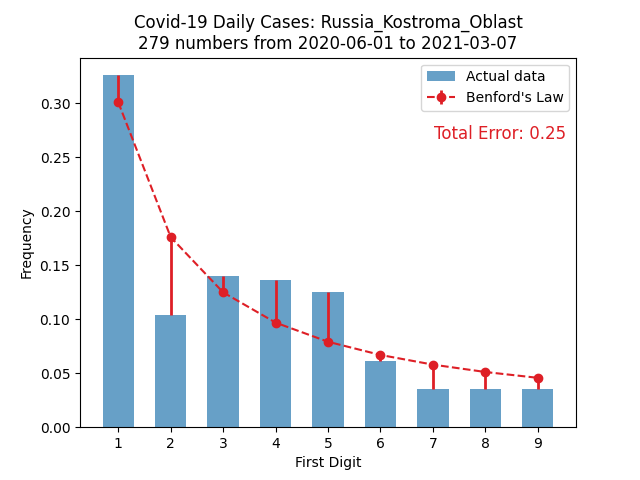 Covid-19 Daily Cases: Russia_Kostroma_Oblast
279 numbers from 2020-06-01 to 2021-03-07
Actual data
Benford's Law
Total Error: 0.25
Frequency
0.30
0.25
0.20
0.15
0.10
0.05
0.00
1 2 3 4 5 6 7 8 9
First Digit